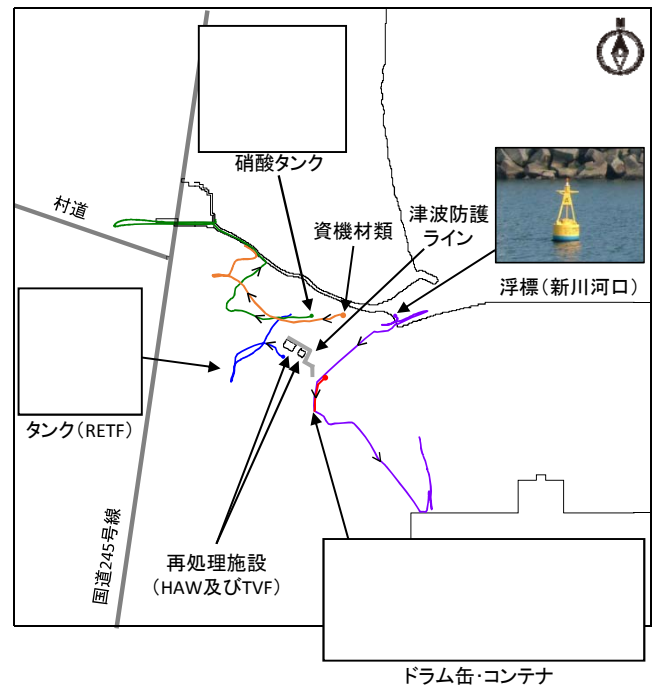 硝酸タンク
村道
資機材類
津波防護
ライン
浮標(新川河口)
タンク(RETF)
国道245号線
再処理施設
(HAW及びTVF)
ドラム缶・コンテナ